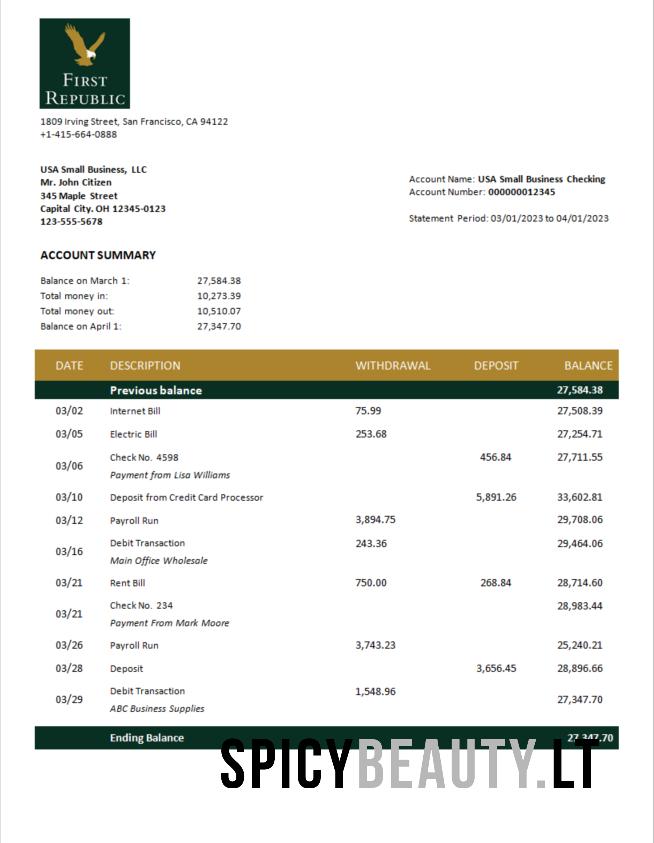 FIRST
REPUBLIC
1809 Irving Street, San Francisco, CA 94122
+1-415-664-0888
USA Small Business, LLC
Mr. John Citizen
345 Maple Street
Capital City. OH 12345-0123
123-555-5678
Account Name: USA Small Business Checking
Account Number: 000000012345
Statement Period: 03/01/2023 to 04/01/2023
ACCOUNT SUMMARY
Balance on March 1: 27,584.38
Total money in: 10,273.39
Total money out: 10,510.07
Balance on April 1: 27,347.70
DATE DESCRIPTION WITHDRAWAL DEPOSIT BALANCE
Previous balance 27,584.38
03/02 Internet Bill 75.99 27,508.39
03/05 Electric Bill 253.68 27,254.71
03/06 Check No. 4598 456.84 27,711.55
Payment from Lisa Williams
03/10 Deposit from Credit Card Processor 5,891.26 33,602.81
03/12 Payroll Run 3,894.75 29,708.06
03/16 Debit Transaction 243.36 29,464.06
Main Office Wholesale
03/21 Rent Bill 750.00 268.84 28,714.60
03/21 Check No. 234 28,983.44
Payment From Mark Moore
03/26 Payroll Run 3,743.23 25,240.21
03/28 Deposit 3,656.45 28,896.66
03/29 Debit Transaction 1,548.96 27,347.70
ABC Business Supplies
Ending Balance 27,347.70
SPICYBEAUTY.LT